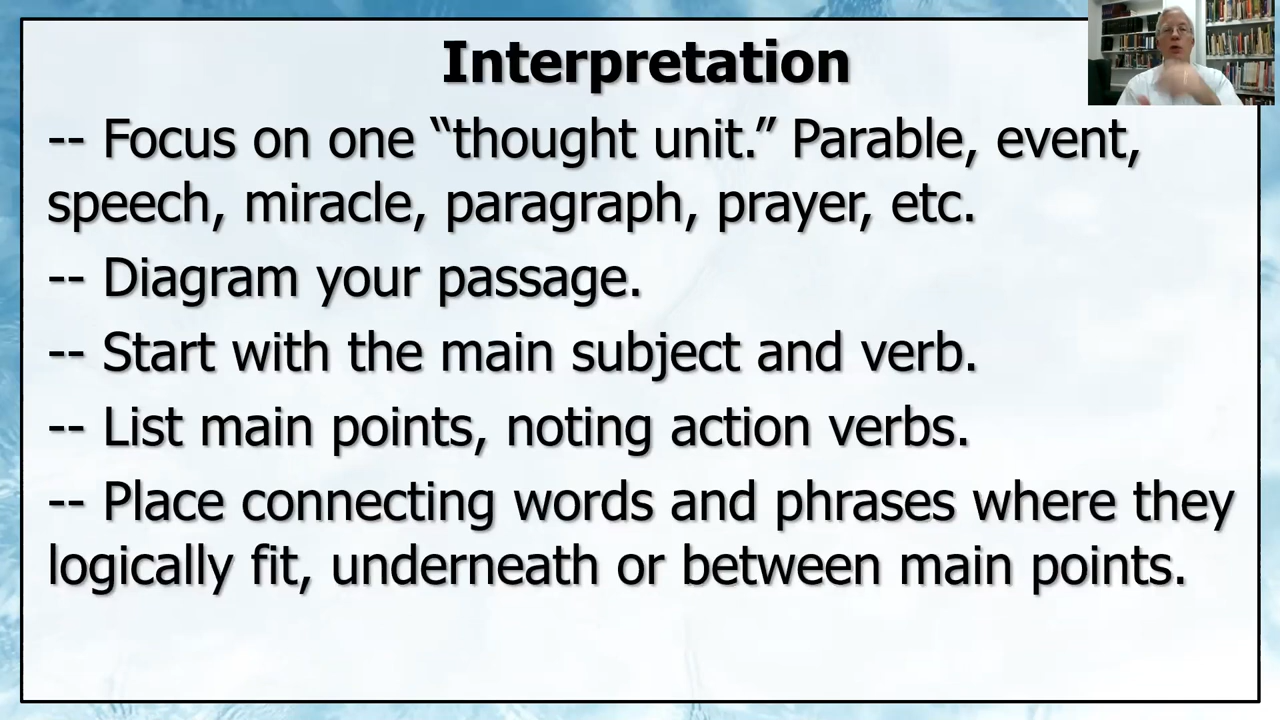 Interpretation
-- Focus on one “thought unit.” Parable, event,
speech, miracle, paragraph, prayer, etc.
-- Diagram your passage.
-- Start with the main subject and verb.
-- List main points, noting action verbs.
-- Place connecting words and phrases where they
logically fit, underneath or between main points.